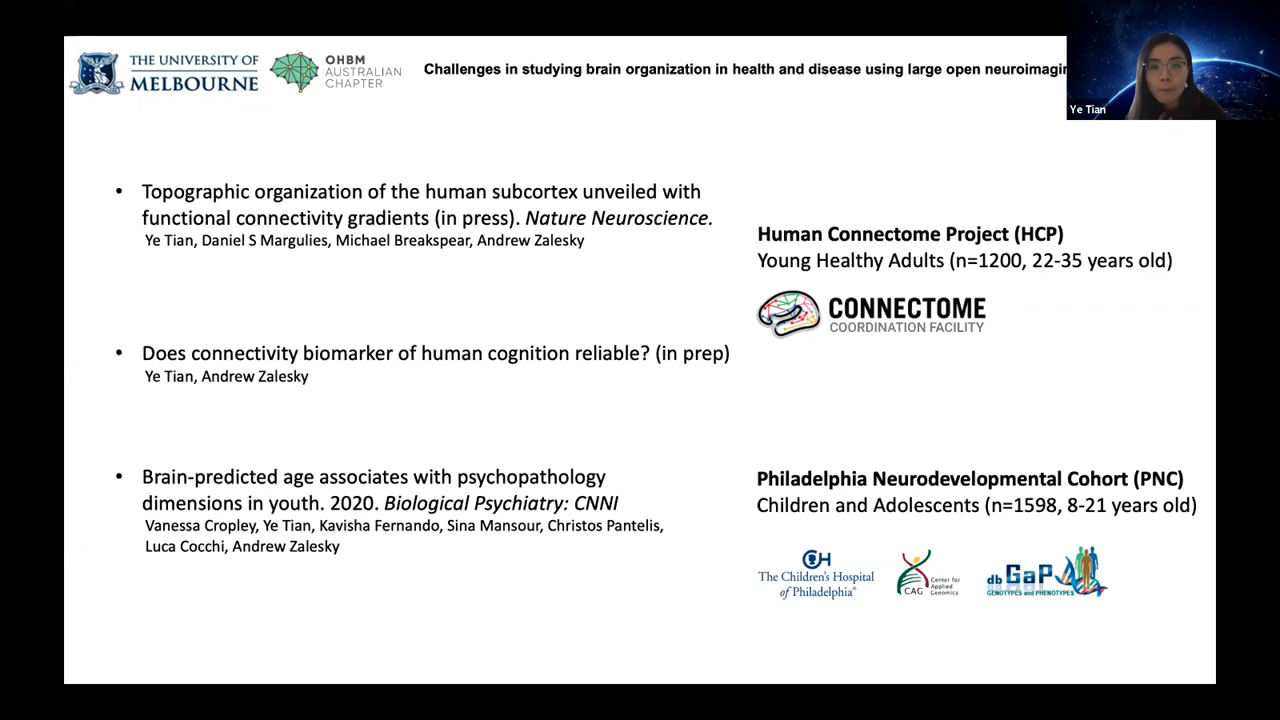 THE UNIVERSITY OF
MELBOURNE
OHBM
AUSTRALIAN
CHAPTER
Challenges in studying brain organization in health and disease using large open
Ye Tian
• Topographic organization of the human subcortex unveiled with
functional connectivity gradients (in press). Nature Neuroscience.
Ye Tian, Daniel S Margulies, Michael Breakspear, Andrew Zalesky
Human Connectome Project (HCP)
Young Healthy Adults (n=1200, 22-35 years old)
CONNECTOME
COORDINATION FACILITY
• Does connectivity biomarker of human cognition reliable? (in prep)
Ye Tian, Andrew Zalesky
• Brain-predicted age associates with psychopathology
dimensions in youth. 2020. Biological Psychiatry: CNNI
Vanessa Cropley, Ye Tian, Kavisha Fernando, Sina Mansour, Christos Pantelis,
Luca Cocchi, Andrew Zalesky
Philadelphia Neurodevelopmental Cohort (PNC)
Children and Adolescents (n=1598, 8-21 years old)
CH
The Children's Hospital
of Philadelphia®
CAG
Center for
Applied
Genomics
db GaP
GENOTYPES and PHENOTYPES